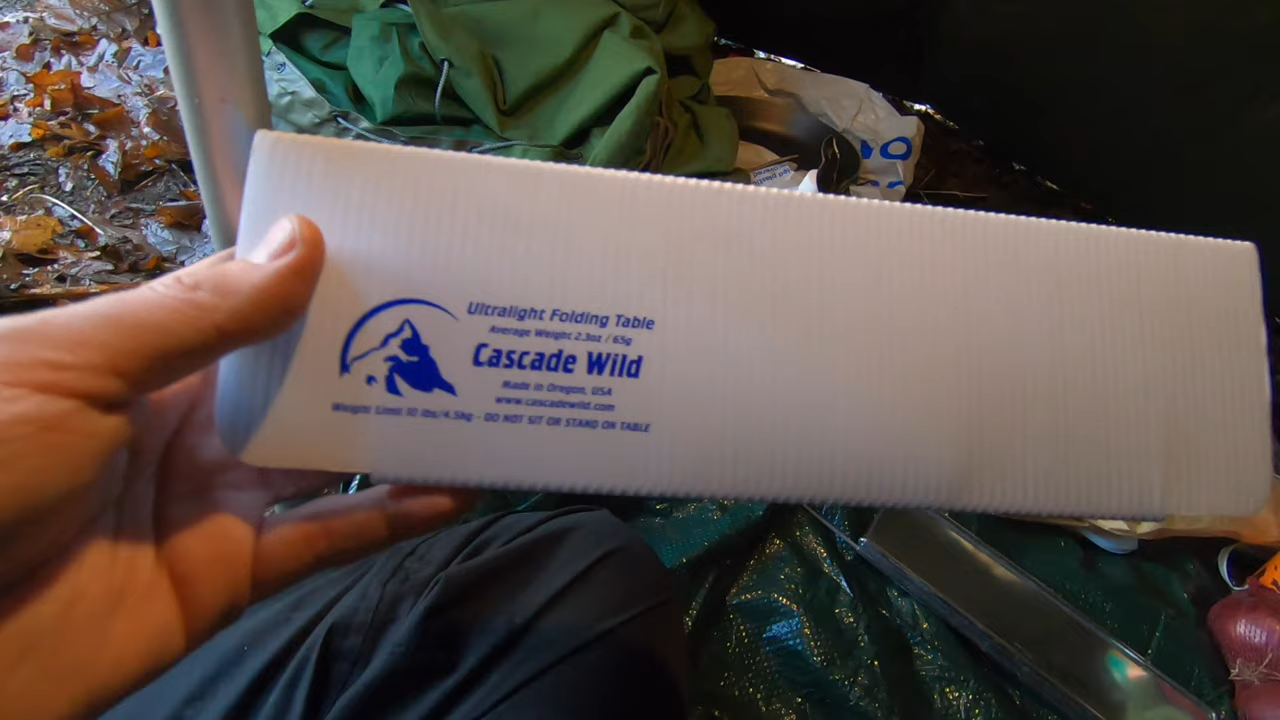 Ultralight Folding Table
Average Weight 2.3oz / 65g
Cascade Wild
Made in Oregon, USA
www.cascadewild.com
Weight Limit 10 lbs/4.5kg - DO NOT SIT OR STAND ON TABLE